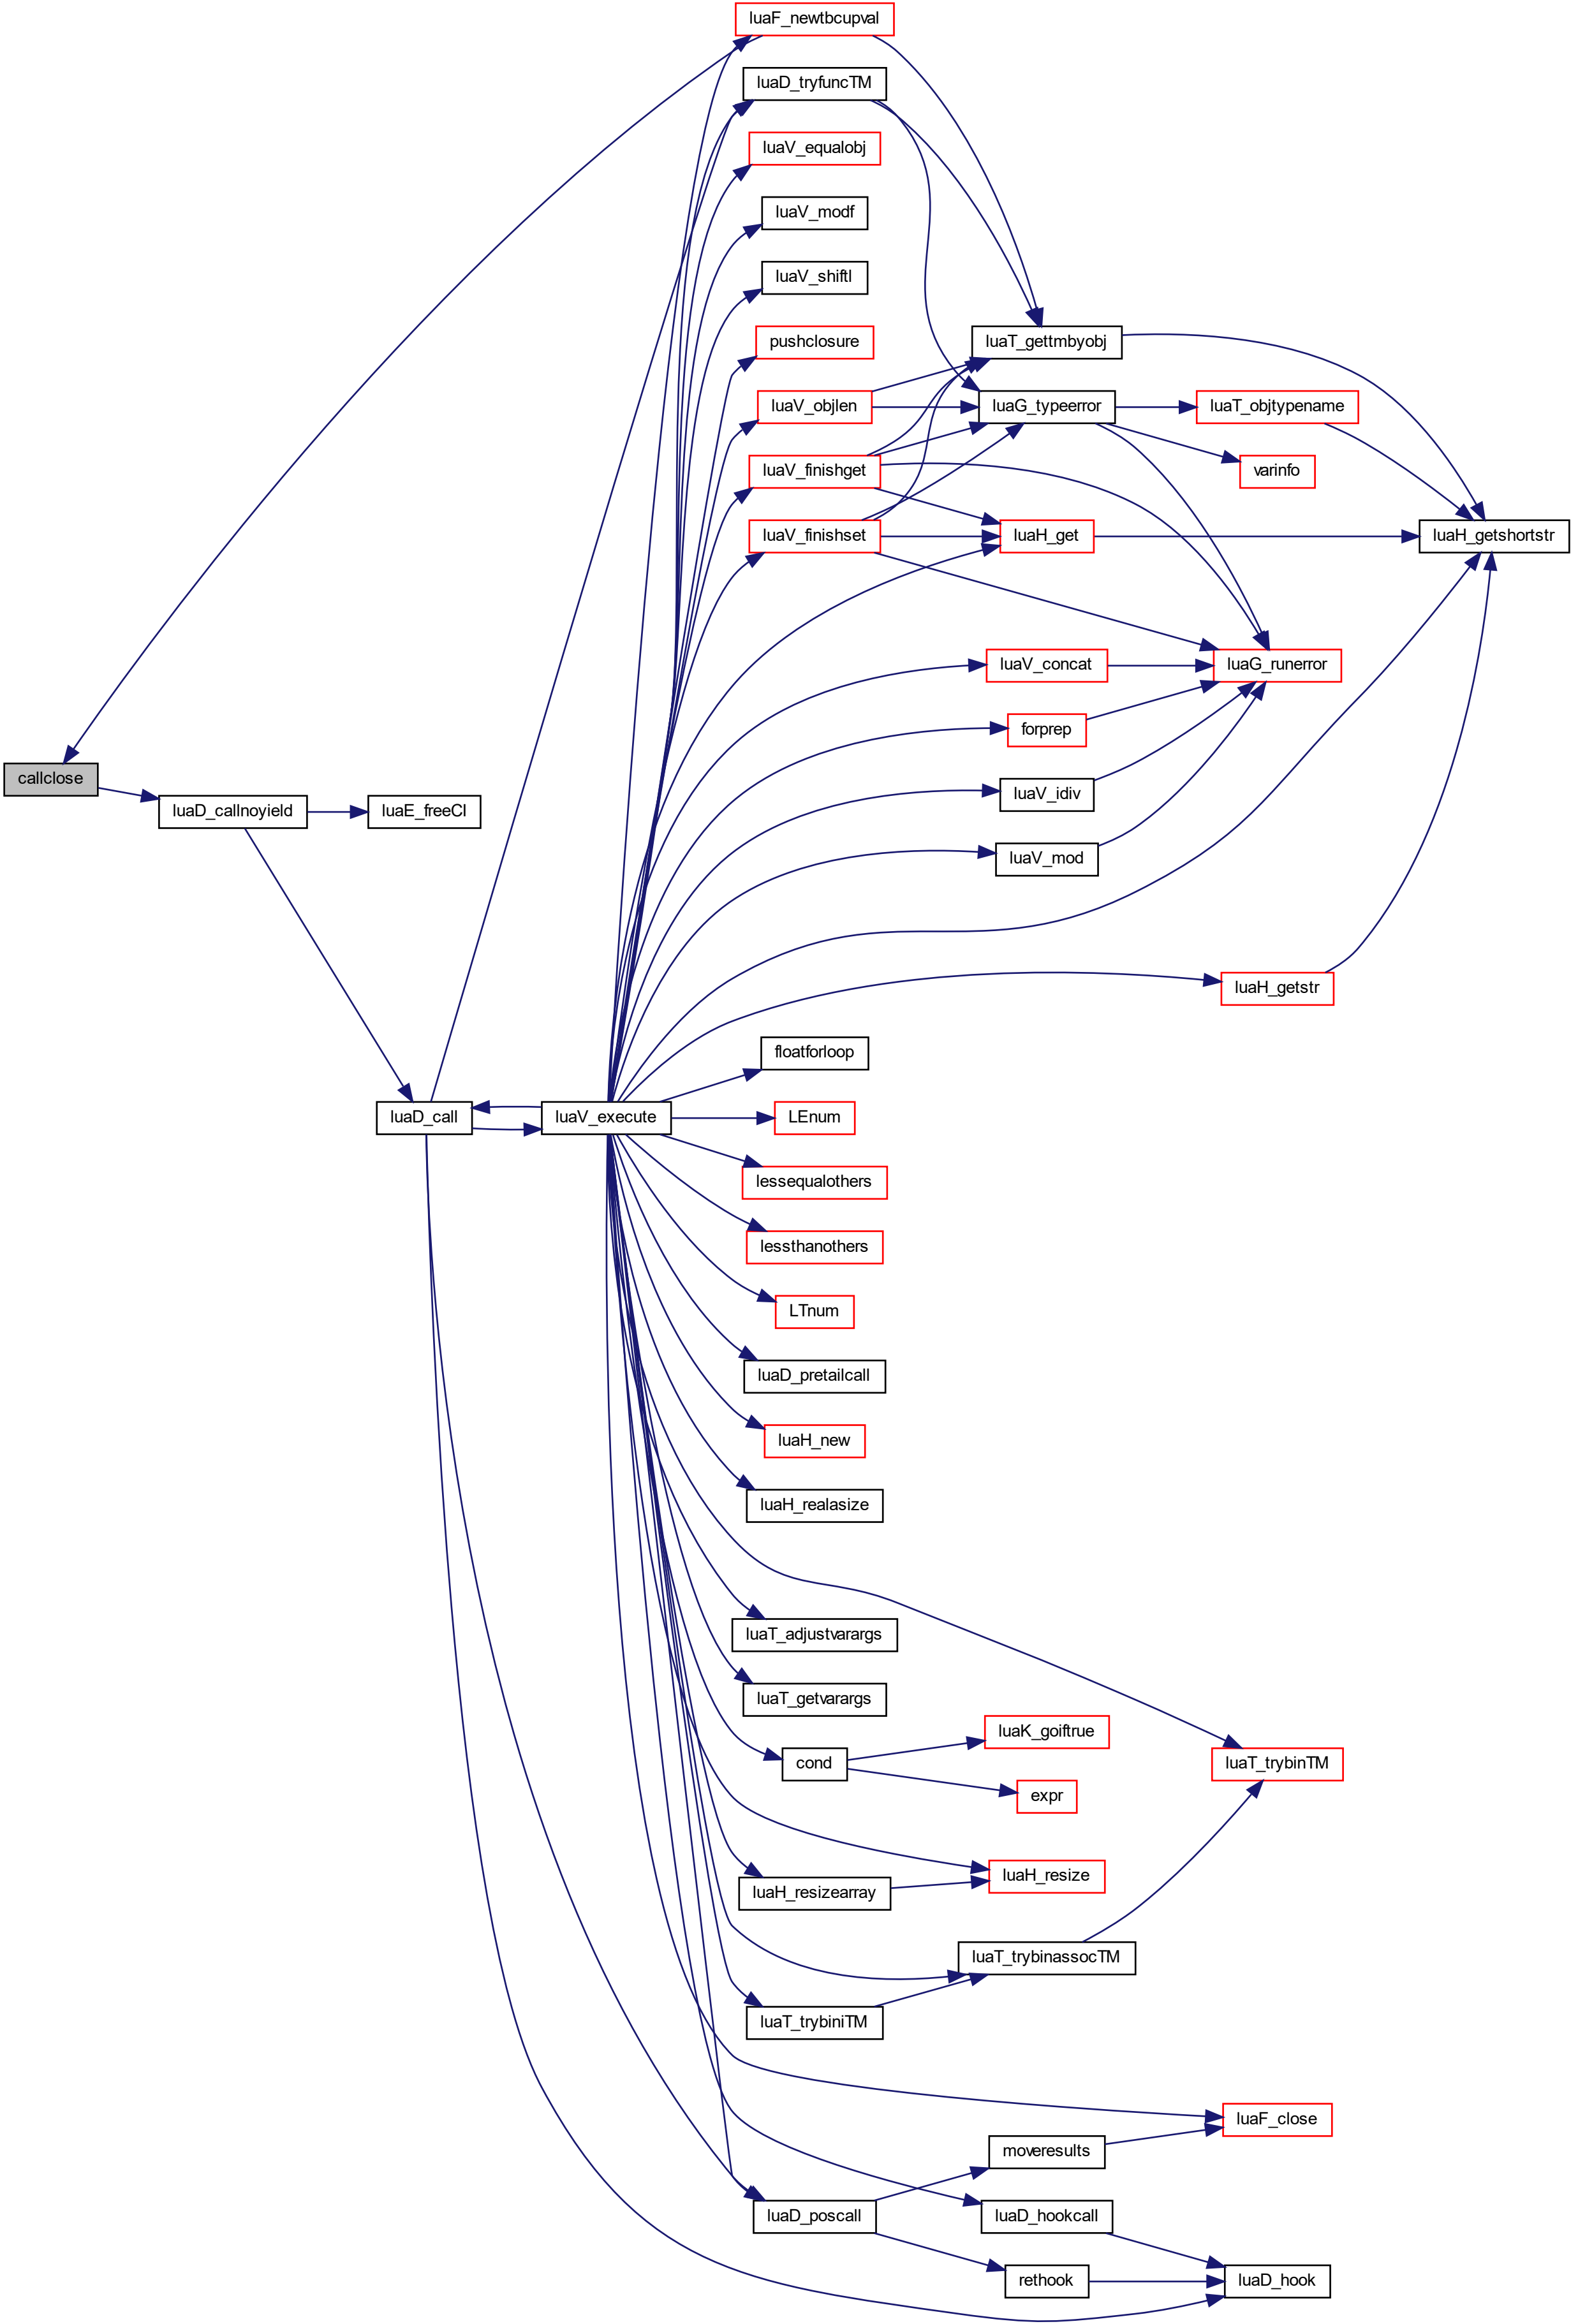 luaF_newtbcupval
luaD_tryfuncTM
luaV_equalobj
luaV_modf
luaV_shiftl
pushclosure
luaT_gettmbyobj
luaV_objlen
luaG_typeerror
luaT_objtypename
luaV_finishget
varinfo
luaV_finishset
luaH_get
luaH_getshortstr
luaV_concat
luaG_runerror
forprep
callclose
luaV_idiv
luaD_callnoyield
luaE_freeCI
luaV_mod
luaH_getstr
floatforloop
luaD_call
luaV_execute
LEnum
lessequalothers
lessthanothers
LTnum
luaD_pretailcall
luaH_new
luaH_realasize
luaT_adjustvarargs
luaT_getvarargs
luaK_goiftrue
cond
luaT_trybinTM
expr
luaH_resize
luaH_resizearray
luaT_trybinassocTM
luaT_trybiniTM
luaF_close
moveresults
luaD_poscall
luaD_hookcall
rethook
luaD_hook